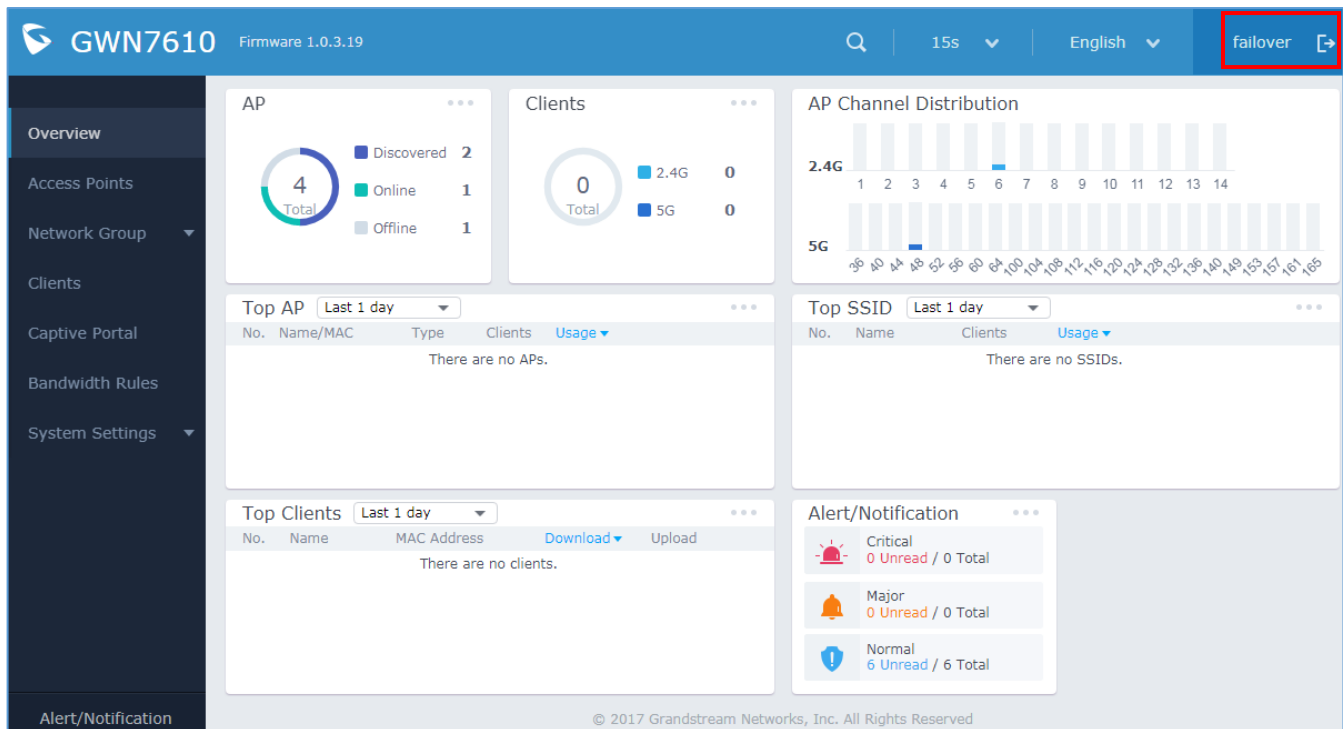 GWN7610 Firmware 1.0.3.19 15s English failover
Overview
Access Points
Network Group
Clients
Captive Portal
Bandwidth Rules
System Settings
Alert/Notification
AP
4
Total
Discovered 2
Online 1
Offline 1
Clients
0
Total
2.4G 0
5G 0
AP Channel Distribution
2.4G
1 2 3 4 5 6 7 8 9 10 11 12 13 14
5G
36 40 44 48 52 56 60 64 100 104 108 112 116 120 124 128 132 136 140 149 153 157 161 165
Top AP Last 1 day
No. Name/MAC Type Clients Usage
There are no APs.
Top SSID Last 1 day
No. Name Clients Usage
There are no SSIDs.
Top Clients Last 1 day
No. Name MAC Address Download Upload
There are no clients.
Alert/Notification
Critical
0 Unread / 0 Total
Major
0 Unread / 0 Total
Normal
6 Unread / 6 Total
© 2017 Grandstream Networks, Inc. All Rights Reserved